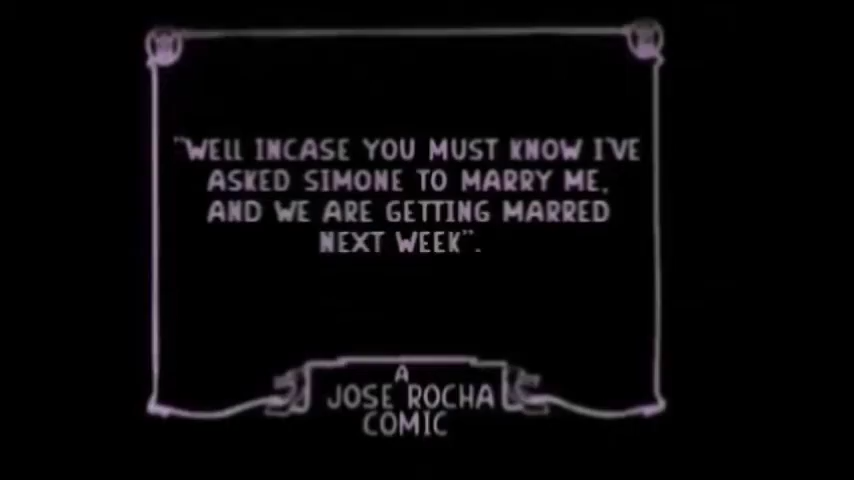 "WELL INCASE YOU MUST KNOW I'VE
ASKED SIMONE TO MARRY ME,
AND WE ARE GETTING MARRED
NEXT WEEK".
A
JOSE ROCHA
COMIC